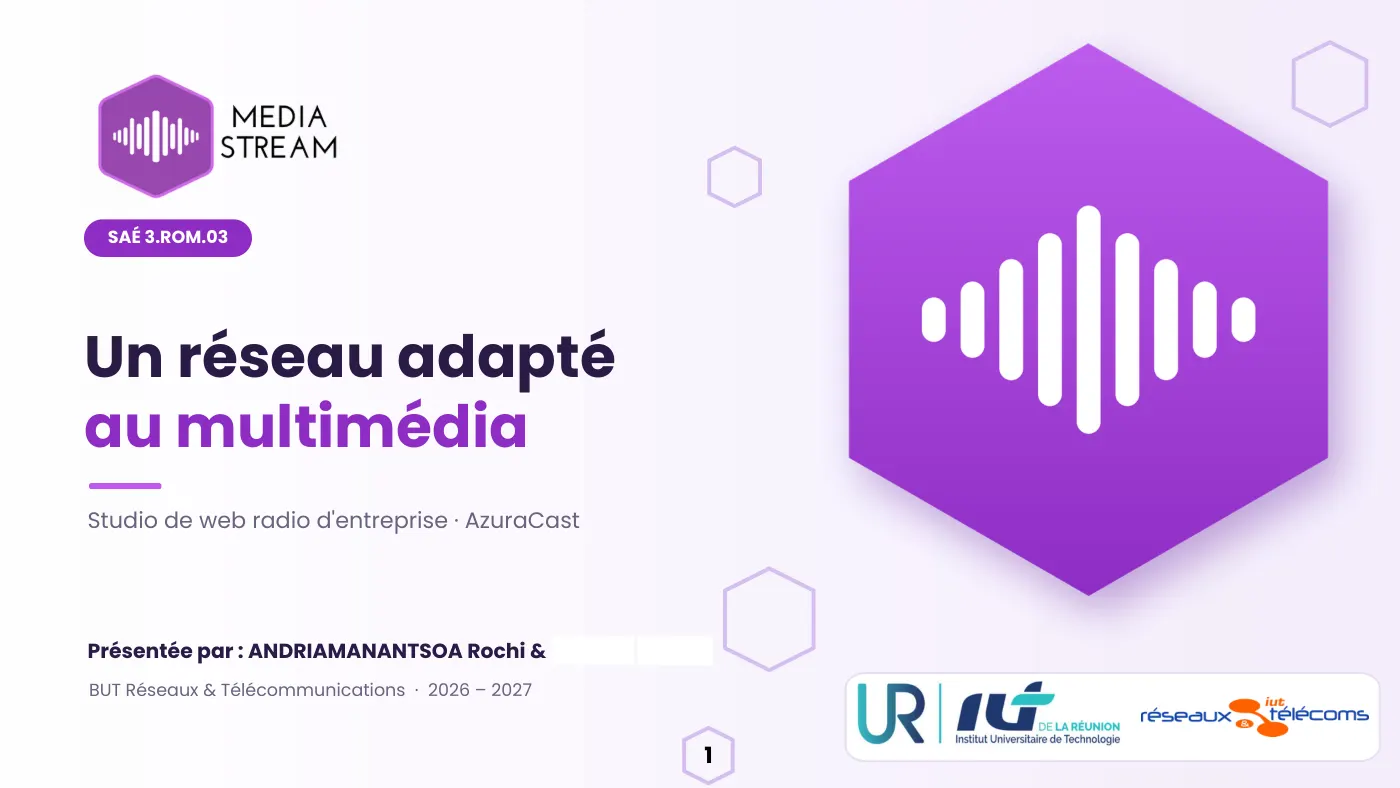 MEDIA
STREAM
SAÉ 3.ROM.03
Un réseau adapté
au multimédia
Studio de web radio d'entreprise · AzuraCast
Présentée par : ANDRIAMANANTSOA Rochi &
BUT Réseaux & Télécommunications · 2026 – 2027
UR
IUT
DE LA RÉUNION
Institut Universitaire de Technologie
iut
réseaux & télécoms
1